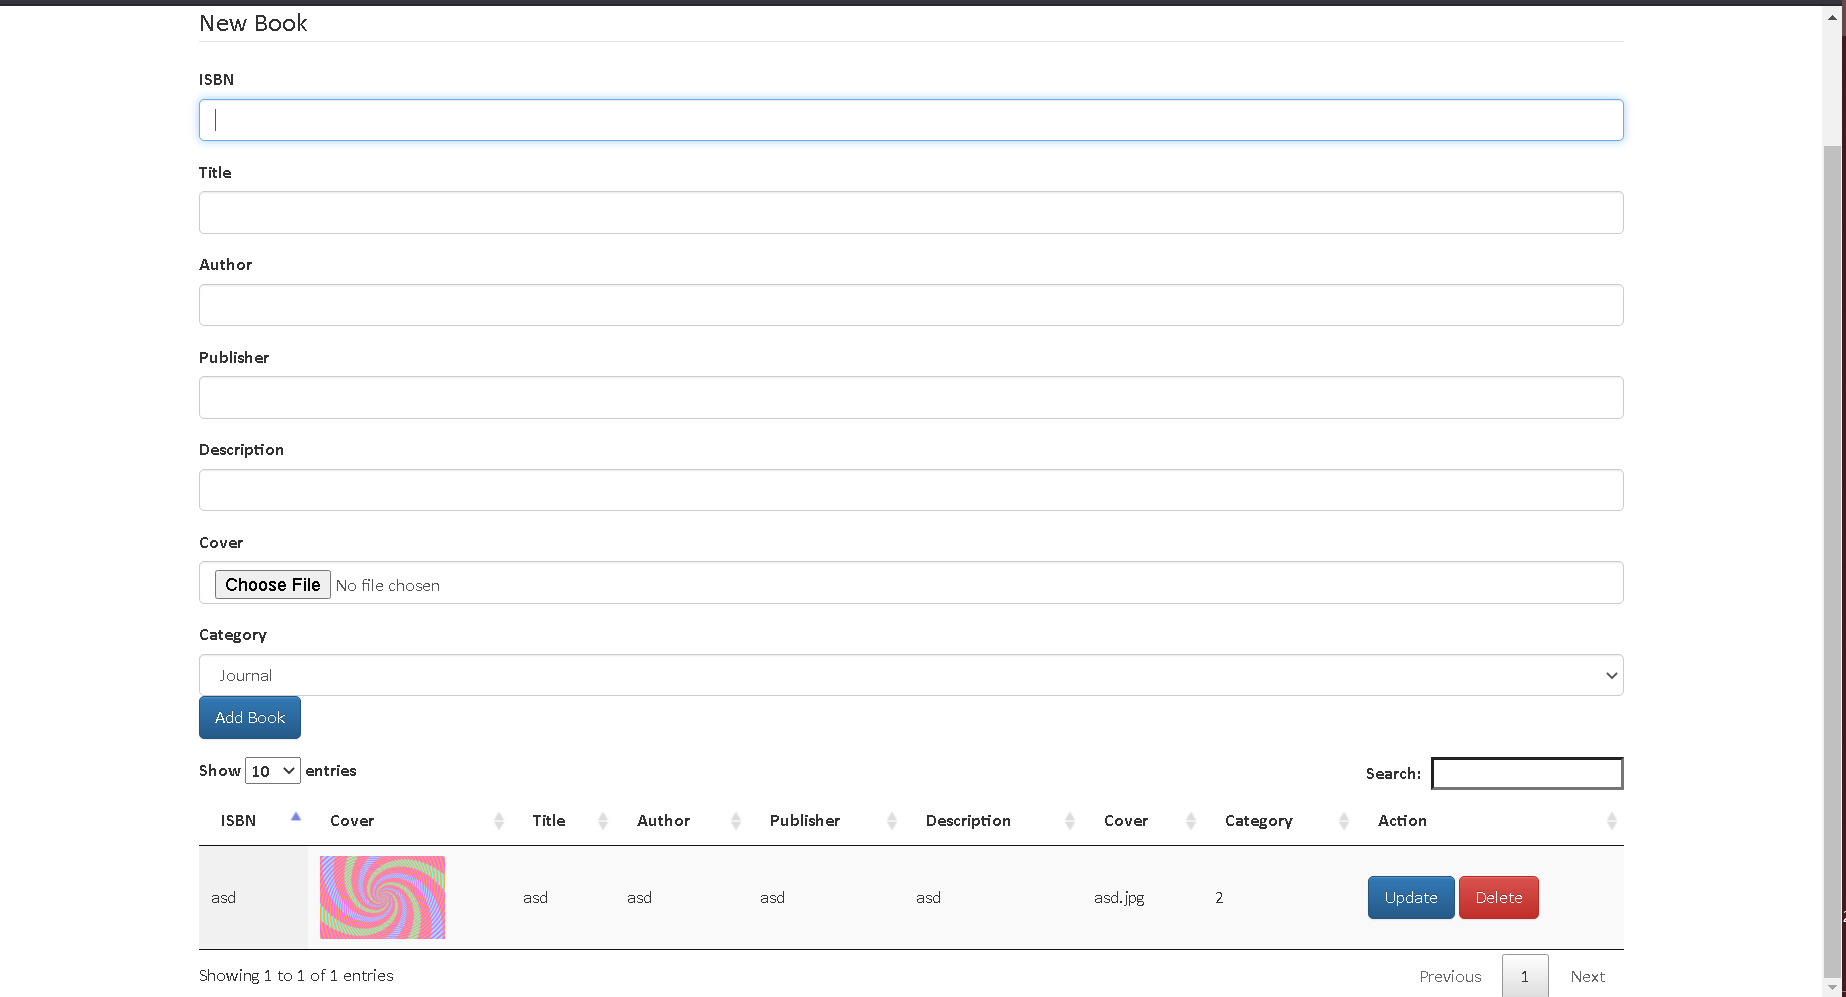 New Book
ISBN
Title
Author
Publisher
Description
Cover
Choose File No file chosen
Category
Journal
Add Book
Show 10 entries Search:
ISBN Cover Title Author Publisher Description Cover Category Action
asd asd asd asd asd asd.jpg 2 Update Delete
Showing 1 to 1 of 1 entries Previous 1 Next